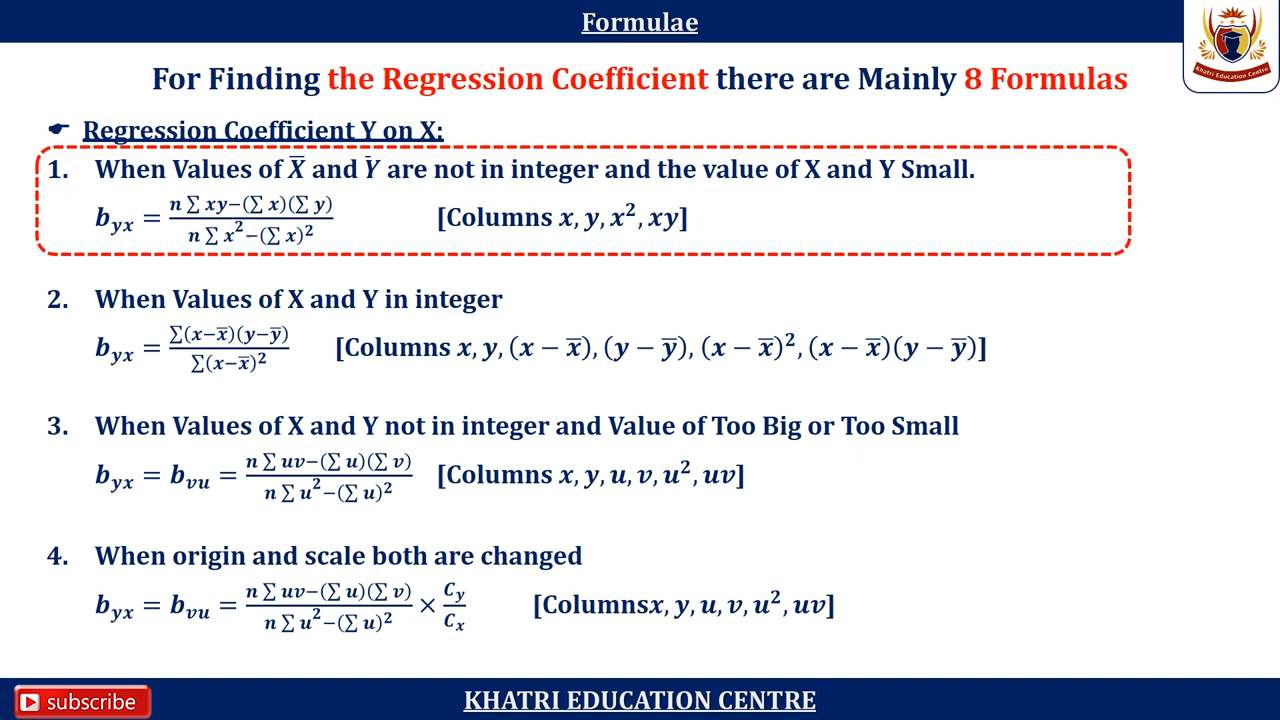 Formulae
Khatri Education Centre
For Finding the Regression Coefficient there are Mainly 8 Formulas
☛ Regression Coefficient Y on X:
1. When Values of X̅ and Y̅ are not in integer and the value of X and Y Small.
b_yx = (n ∑ xy−(∑ x)(∑ y))/(n ∑ x²−(∑ x)²) [Columns x, y, x², xy]
2. When Values of X and Y in integer
b_yx = (∑(x−x̅)(y−y̅))/(∑(x−x̅)²) [Columns x, y, (x − x̅), (y − y̅), (x − x̅)², (x − x̅)(y − y̅)]
3. When Values of X and Y not in integer and Value of Too Big or Too Small
b_yx = b_vu = (n ∑ uv−(∑ u)(∑ v))/(n ∑ u²−(∑ u)²) [Columns x, y, u, v, u², uv]
4. When origin and scale both are changed
b_yx = b_vu = (n ∑ uv−(∑ u)(∑ v))/(n ∑ u²−(∑ u)²) × C_y/C_x [Columnsx, y, u, v, u², uv]
subscribe
KHATRI EDUCATION CENTRE